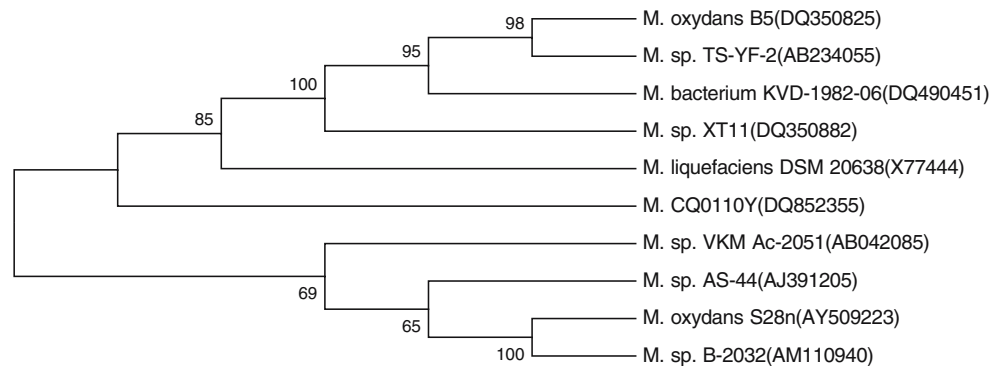 98
M. oxydans B5(DQ350825)
M. sp. TS-YF-2(AB234055)
95
M. bacterium KVD-1982-06(DQ490451)
100
M. sp. XT11(DQ350882)
85
M. liquefaciens DSM 20638(X77444)
M. CQ0110Y(DQ852355)
M. sp. VKM Ac-2051(AB042085)
69
M. sp. AS-44(AJ391205)
65
M. oxydans S28n(AY509223)
100
M. sp. B-2032(AM110940)